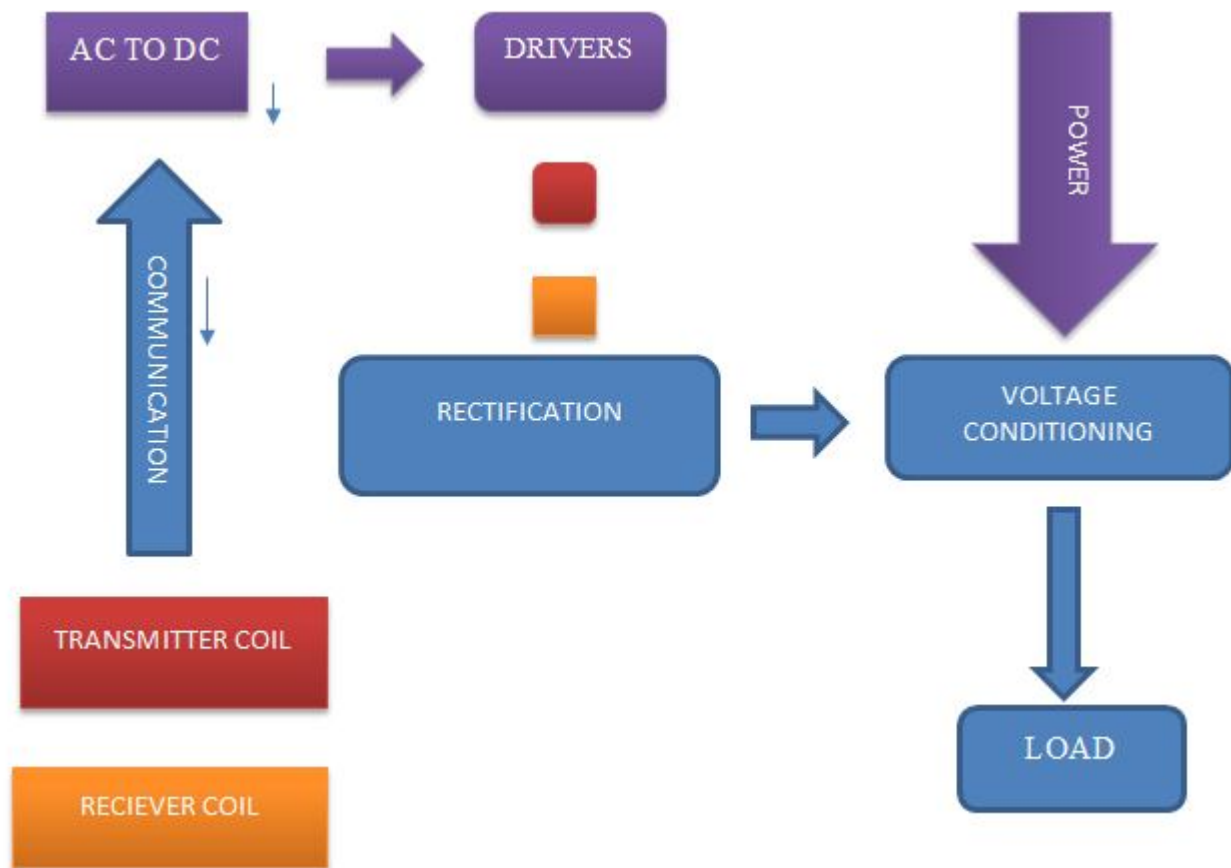 AC TO DC
DRIVERS
POWER
COMMUNICATION
RECTIFICATION
VOLTAGE
CONDITIONING
TRANSMITTER COIL
LOAD
RECIEVER COIL